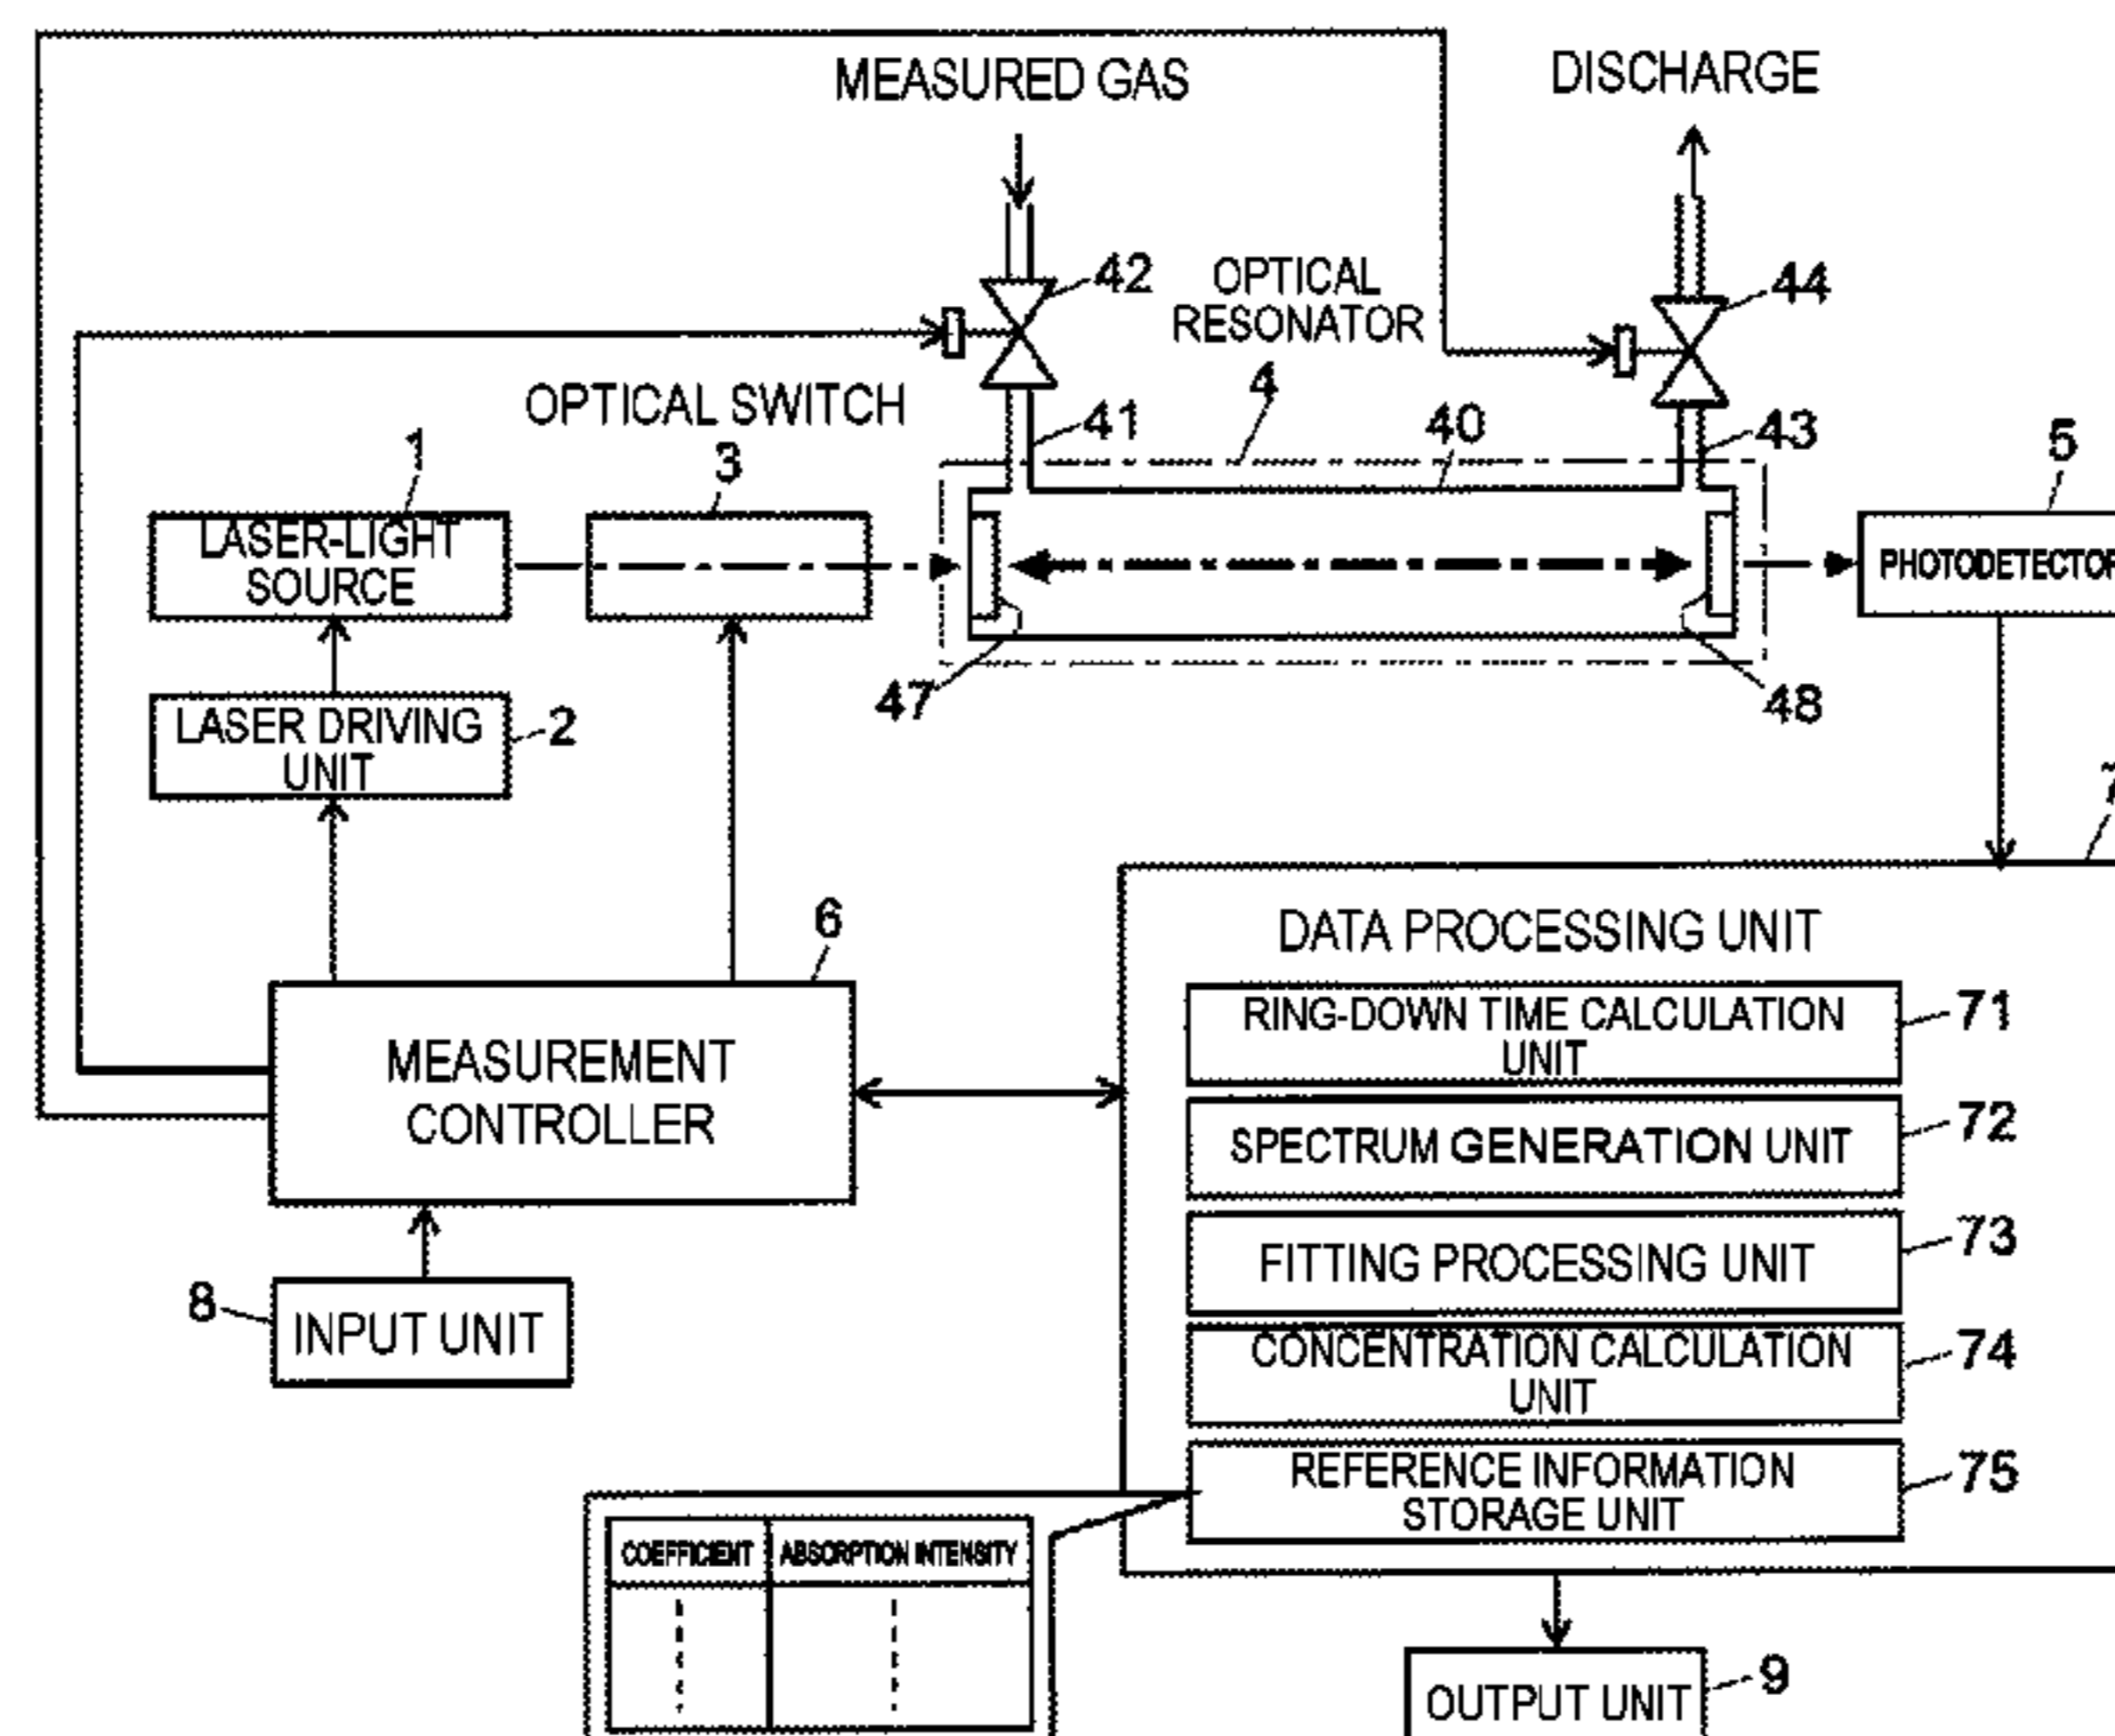 MEASURED GAS
DISCHARGE
42
OPTICAL
RESONATOR
44
4
OPTICAL SWITCH
41
40
43
5
1
3
LASER-LIGHT
SOURCE
PHOTODETECTOR
47
48
LASER DRIVING
UNIT
2
7
6
DATA PROCESSING UNIT
RING-DOWN TIME CALCULATION
UNIT
71
MEASUREMENT
CONTROLLER
SPECTRUM GENERATION UNIT
72
FITTING PROCESSING UNIT
73
8
INPUT UNIT
CONCENTRATION CALCULATION
UNIT
74
REFERENCE INFORMATION
STORAGE UNIT
75
COEFFICIENT
ABSORPTION INTENSITY
OUTPUT UNIT
9